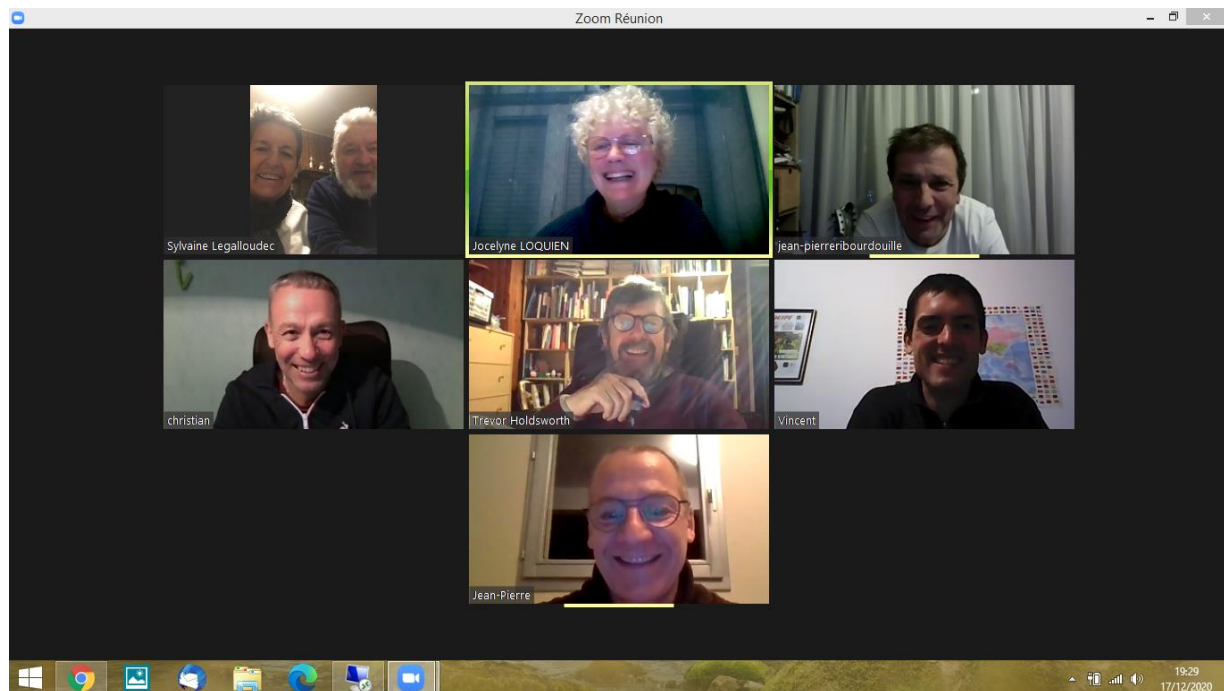 Zoom Réunion
Sylvaine Legalloudec
Jocelyne LOQUIEN
jean-pierreribourdouille
christian
Trevor Holdsworth
Vincent
Jean-Pierre
19:29
17/12/2020